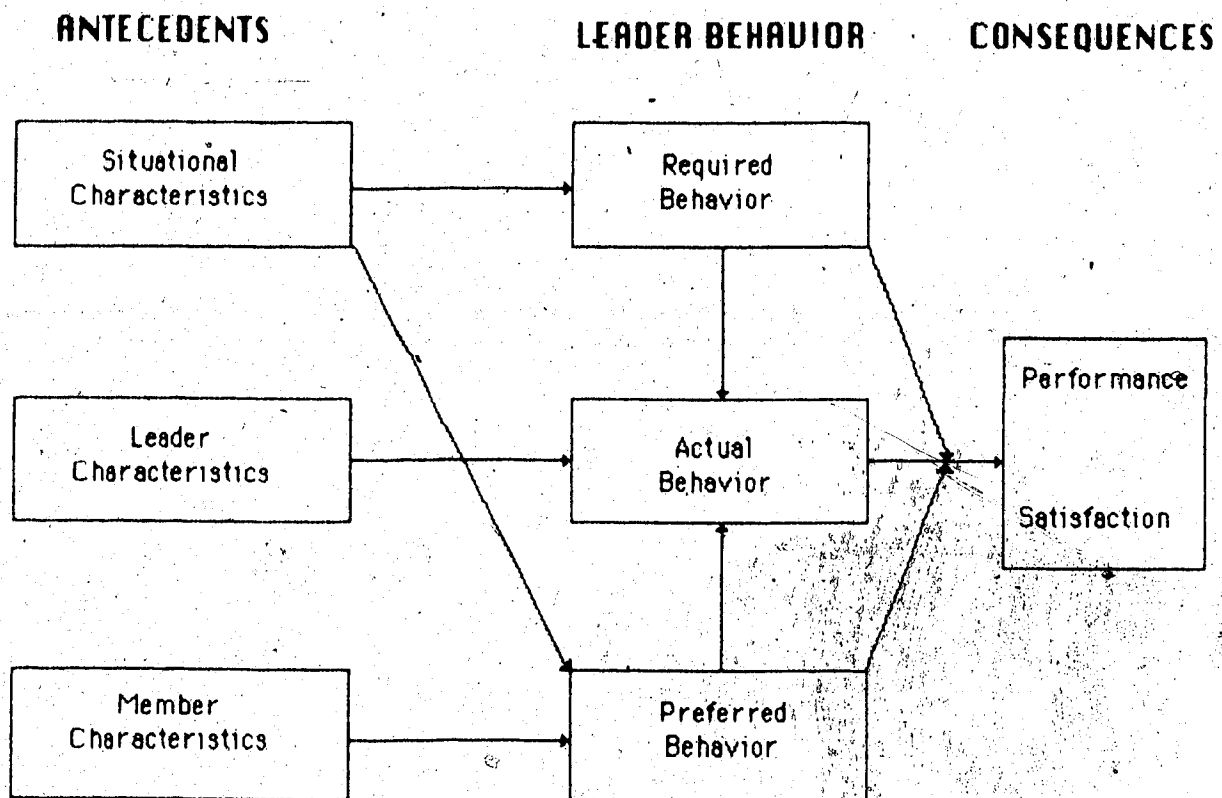 ANTECEDENTS
LEADER BEHAVIOR
CONSEQUENCES
Situational
Characteristics
Required
Behavior
Leader
Characteristics
Actual
Behavior
Performance
Satisfaction
Member
Characteristics
Preferred
Behavior